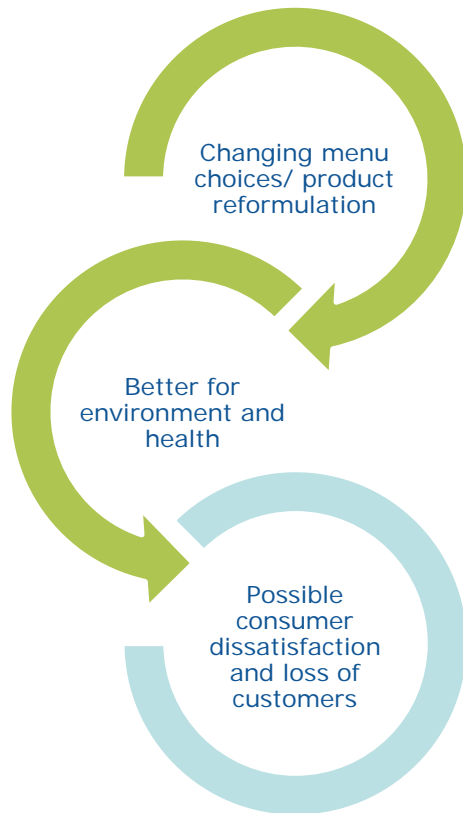 Changing menu
choices/ product
reformulation
Better for
environment and
health
Possible
consumer
dissatisfaction
and loss of
customers